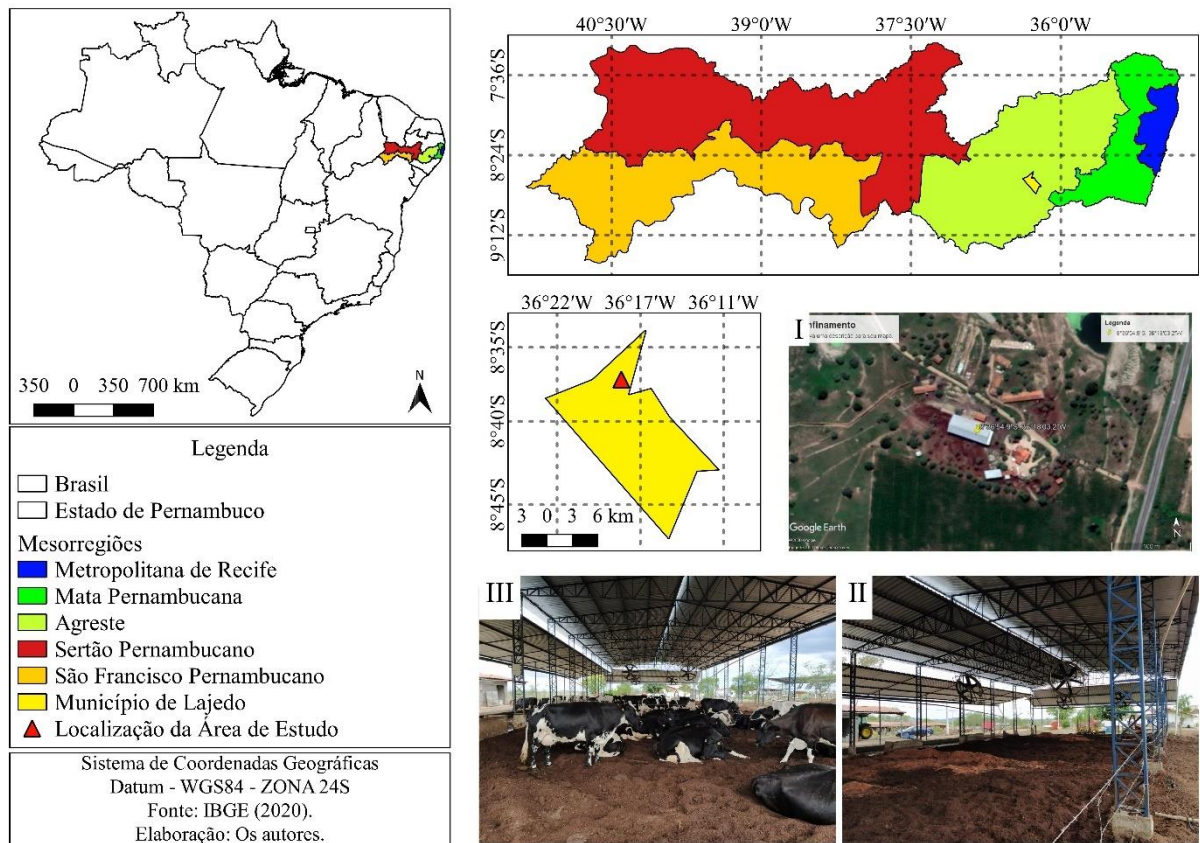 350 0 350 700 km
N
Legenda
Brasil
Estado de Pernambuco
Mesorregiões
Metropolitana de Recife
Mata Pernambucana
Agreste
Sertão Pernambucano
São Francisco Pernambucano
Município de Lajedo
Localização da Área de Estudo
Sistema de Coordenadas Geográficas
Datum - WGS84 - ZONA 24S
Fonte: IBGE (2020).
Elaboração: Os autores.
40°30'W 39°0'W 37°30'W 36°0'W
7°36'S
8°24'S
9°12'S
36°22'W 36°17'W 36°11'W
8°35'S
8°40'S
8°45'S
3 0 3 6 km
I
nfinamento
Legenda
Google Earth
N
III
II